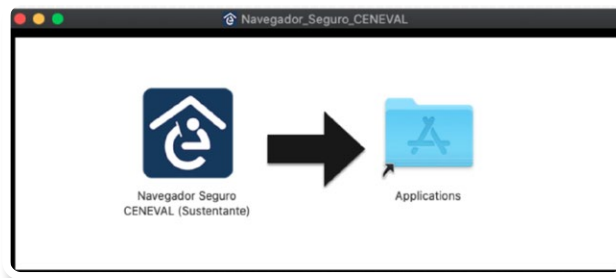 Navegador_Seguro_CENEVAL
Navegador Seguro
CENEVAL (Sustentante)
Applications